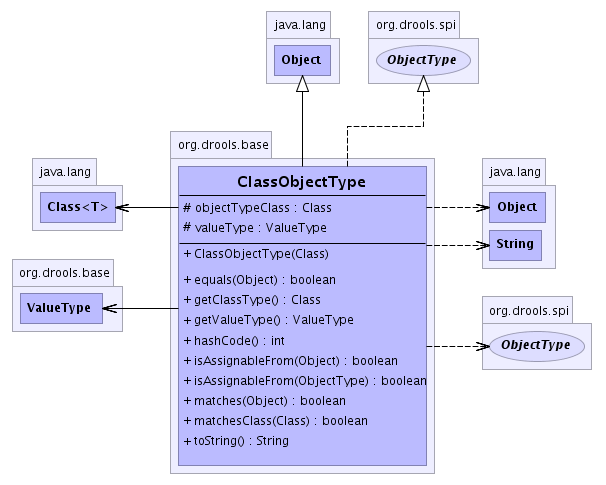 java.lang
Object
org.drools.spi
ObjectType
org.drools.base
ClassObjectType
# objectTypeClass : Class
# valueType : ValueType
+ ClassObjectType(Class)
+ equals(Object) : boolean
+ getClassType() : Class
+ getValueType() : ValueType
+ hashCode() : int
+ isAssignableFrom(Object) : boolean
+ isAssignableFrom(ObjectType) : boolean
+ matches(Object) : boolean
+ matchesClass(Class) : boolean
+ toString() : String
java.lang
Class<T>
org.drools.base
ValueType
java.lang
Object
String
org.drools.spi
ObjectType